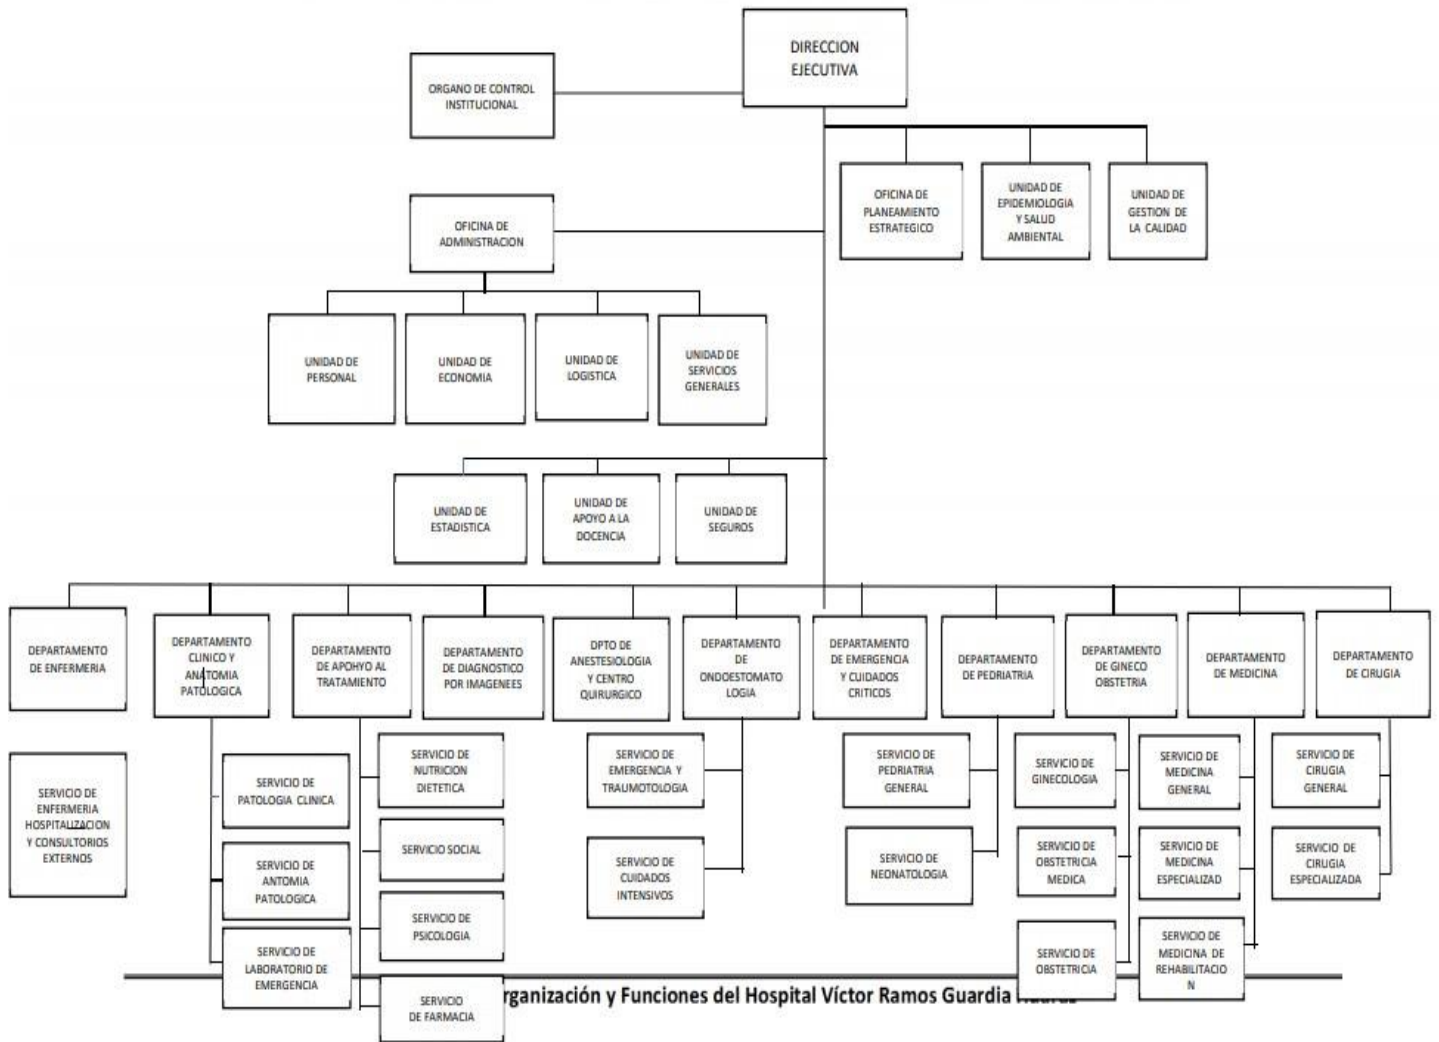 DIRECCION
EJECUTIVA
ORGANO DE CONTROL
INSTITUCIONAL
OFICINA DE
PLANEAMIENTO
ESTRATEGICO
UNIDAD DE
EPIDEMIOLOGIA
Y SALUD
AMBIENTAL
UNIDAD DE
GESTION DE
LA CALIDAD
OFICINA DE
ADMINISTRACION
UNIDAD DE
PERSONAL
UNIDAD DE
ECONOMIA
UNIDAD DE
LOGISTICA
UNIDAD DE
SERVICIOS
GENERALES
UNIDAD DE
ESTADISTICA
UNIDAD DE
APOYO A LA
DOCENCIA
UNIDAD DE
SEGUROS
DEPARTAMENTO
DE ENFERMERIA
DEPARTAMENTO
CLINICO Y
ANATOMIA
PATOLOGICA
DEPARTAMENTO
DE APOHYO AL
TRATAMIENTO
DEPARTAMENTO
DE DIAGNOSTICO
POR IMAGENEES
DPTO DE
ANESTESIOLOGIA
Y CENTRO
QUIRURGICO
DEPARTAMENTO
DE
ONDOESTOMATO
LOGIA
DEPARTAMENTO
DE EMERGENCIA
Y CUIDADOS
CRITICOS
DEPARTAMENTO
DE PEDRIATRIA
DEPARTAMENTO
DE GINECO
OBSTETRIA
DEPARTAMENTO
DE MEDICINA
DEPARTAMENTO
DE CIRUGIA
SERVICIO DE
ENFERMERIA
HOSPITALIZACION
Y CONSULTORIOS
EXTERNOS
SERVICIO DE
PATOLOGIA CLINICA
SERVICIO DE
ANTOMIA
PATOLOGICA
SERVICIO DE
LABORATORIO DE
EMERGENCIA
SERVICIO DE
NUTRICION
DIETETICA
SERVICIO SOCIAL
SERVICIO DE
PSICOLOGIA
SERVICIO
DE FARMACIA
SERVICIO DE
EMERGENCIA Y
TRAUMOTOLOGIA
SERVICIO DE
CUIDADOS
INTENSIVOS
SERVICIO DE
PEDRIATRIA
GENERAL
SERVICIO DE
NEONATOLOGIA
SERVICIO DE
GINECOLOGIA
SERVICIO DE
OBSTETRICIA
MEDICA
SERVICIO DE
OBSTETRICIA
SERVICIO DE
MEDICINA
GENERAL
SERVICIO DE
MEDICINA
ESPECIALIZAD
SERVICIO DE
MEDICINA DE
REHABILITACIO
N
SERVICIO DE
CIRUGIA
GENERAL
SERVICIO DE
CIRUGIA
ESPECIALIZADA
rganización y Funciones del Hospital Víctor Ramos Guardia